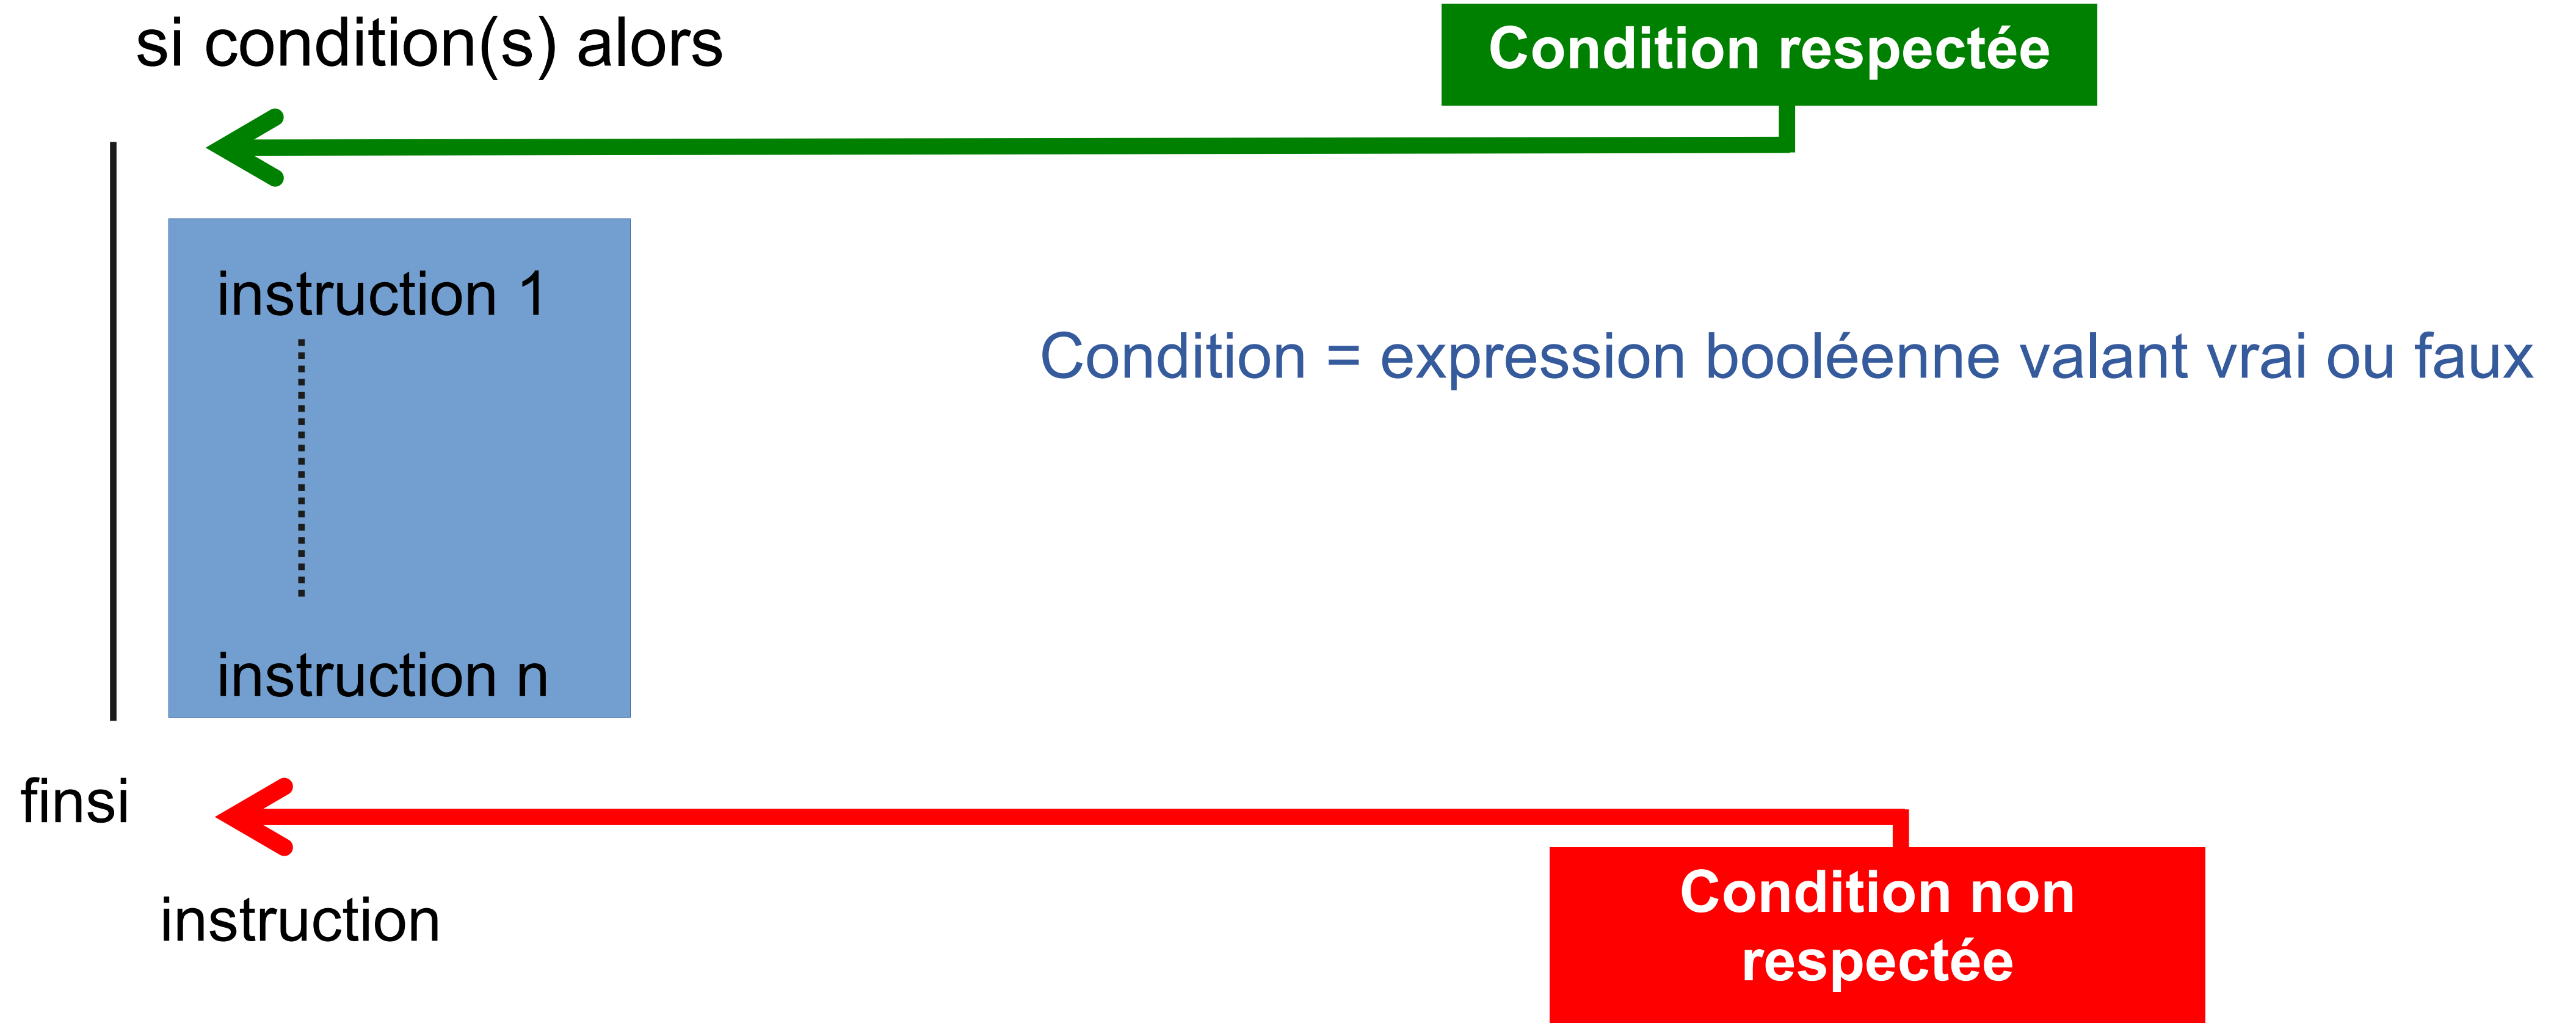 si condition(s) alors
Condition respectée
instruction 1
Condition = expression booléenne valant vrai ou faux
instruction n
finsi
instruction
Condition non
respectée